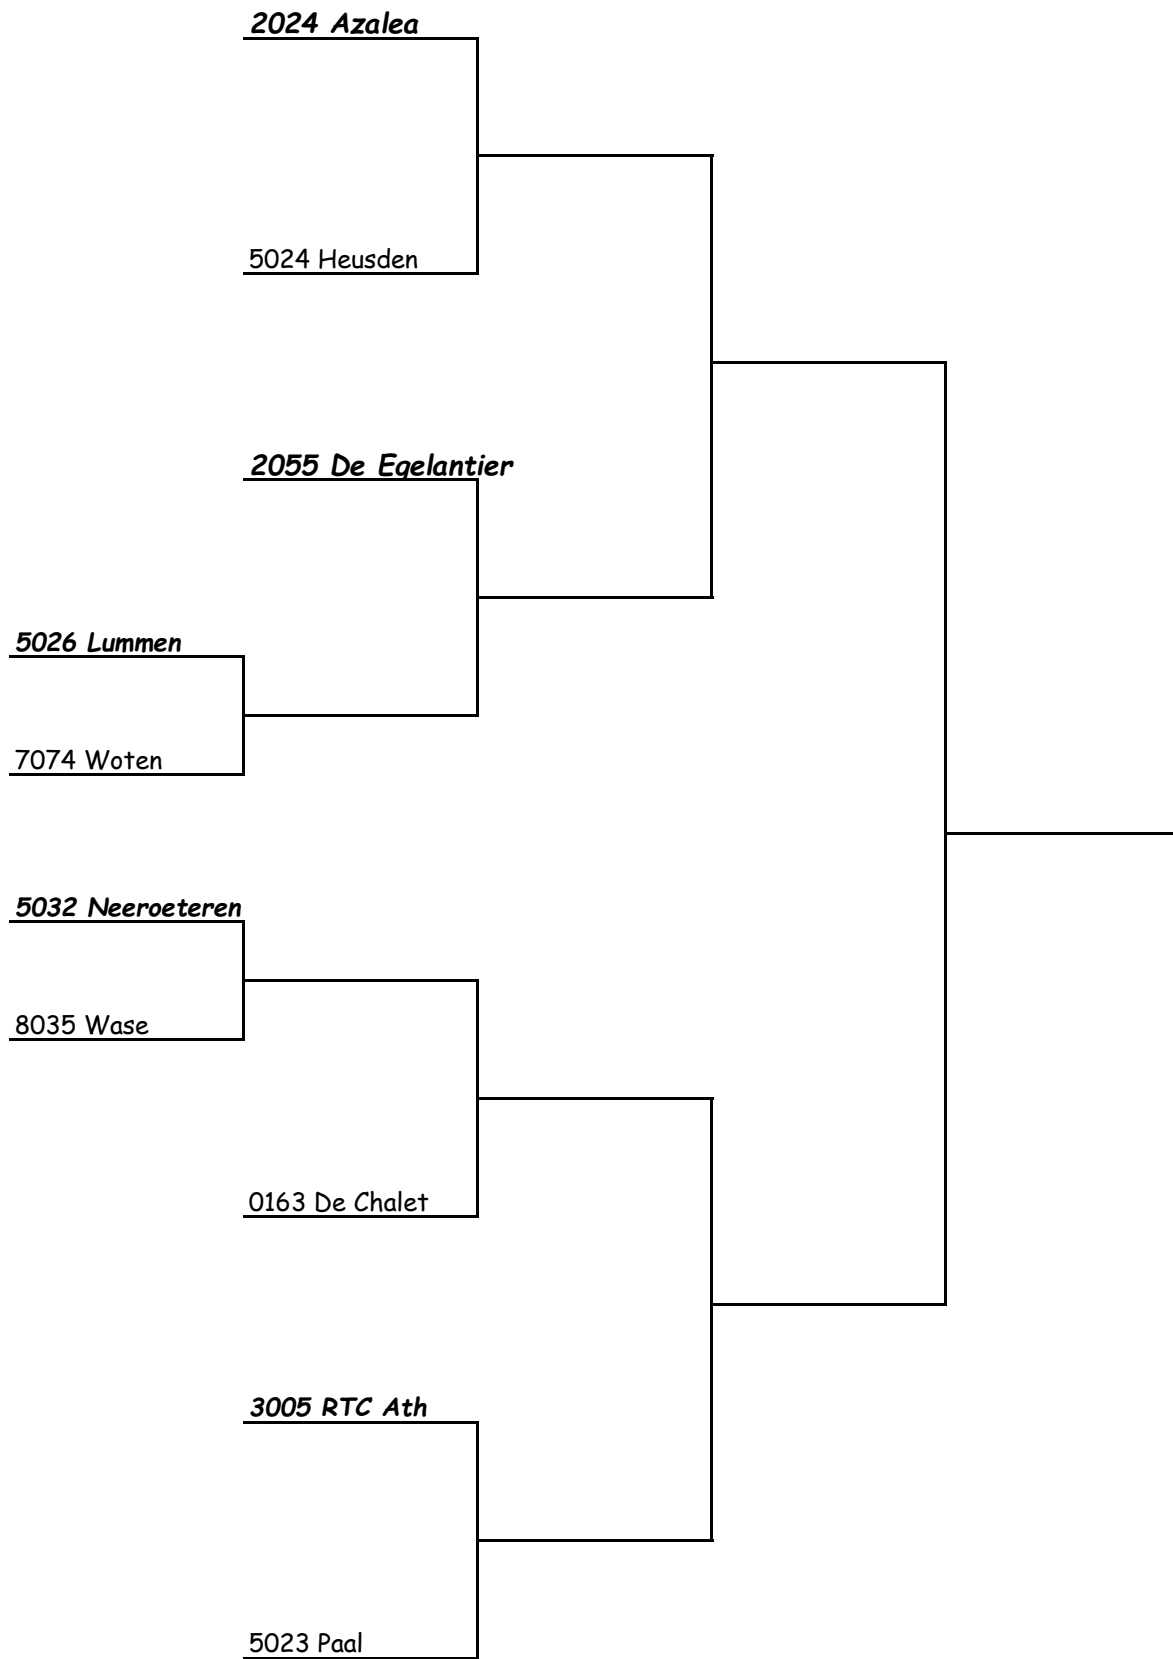 2024 Azalea
5024 Heusden
2055 De Egelantier
5026 Lummen
7074 Woten
5032 Neeroeteren
8035 Wase
0163 De Chalet
3005 RTC Ath
5023 Paal